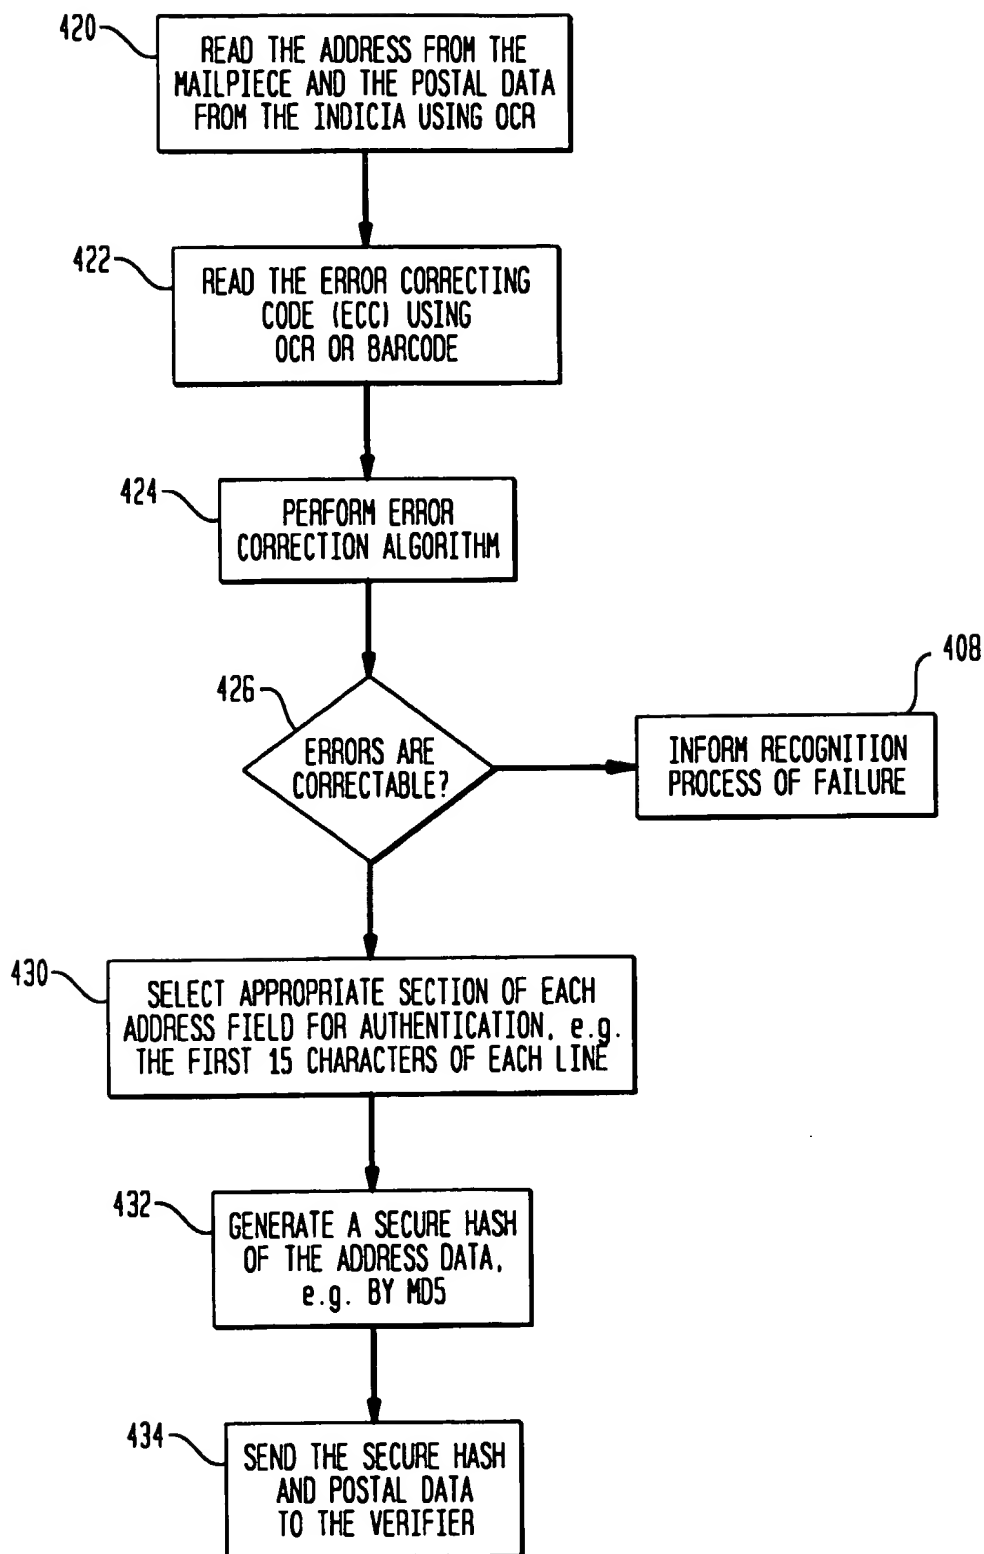 420
READ THE ADDRESS FROM THE
MAILPIECE AND THE POSTAL DATA
FROM THE INDICIA USING OCR
422
READ THE ERROR CORRECTING
CODE (ECC) USING
OCR OR BARCODE
424
PERFORM ERROR
CORRECTION ALGORITHM
426
ERRORS ARE
CORRECTABLE?
408
INFORM RECOGNITION
PROCESS OF FAILURE
430
SELECT APPROPRIATE SECTION OF EACH
ADDRESS FIELD FOR AUTHENTICATION, e.g.
THE FIRST 15 CHARACTERS OF EACH LINE
432
GENERATE A SECURE HASH
OF THE ADDRESS DATA,
e.g. BY MD5
434
SEND THE SECURE HASH
AND POSTAL DATA
TO THE VERIFIER